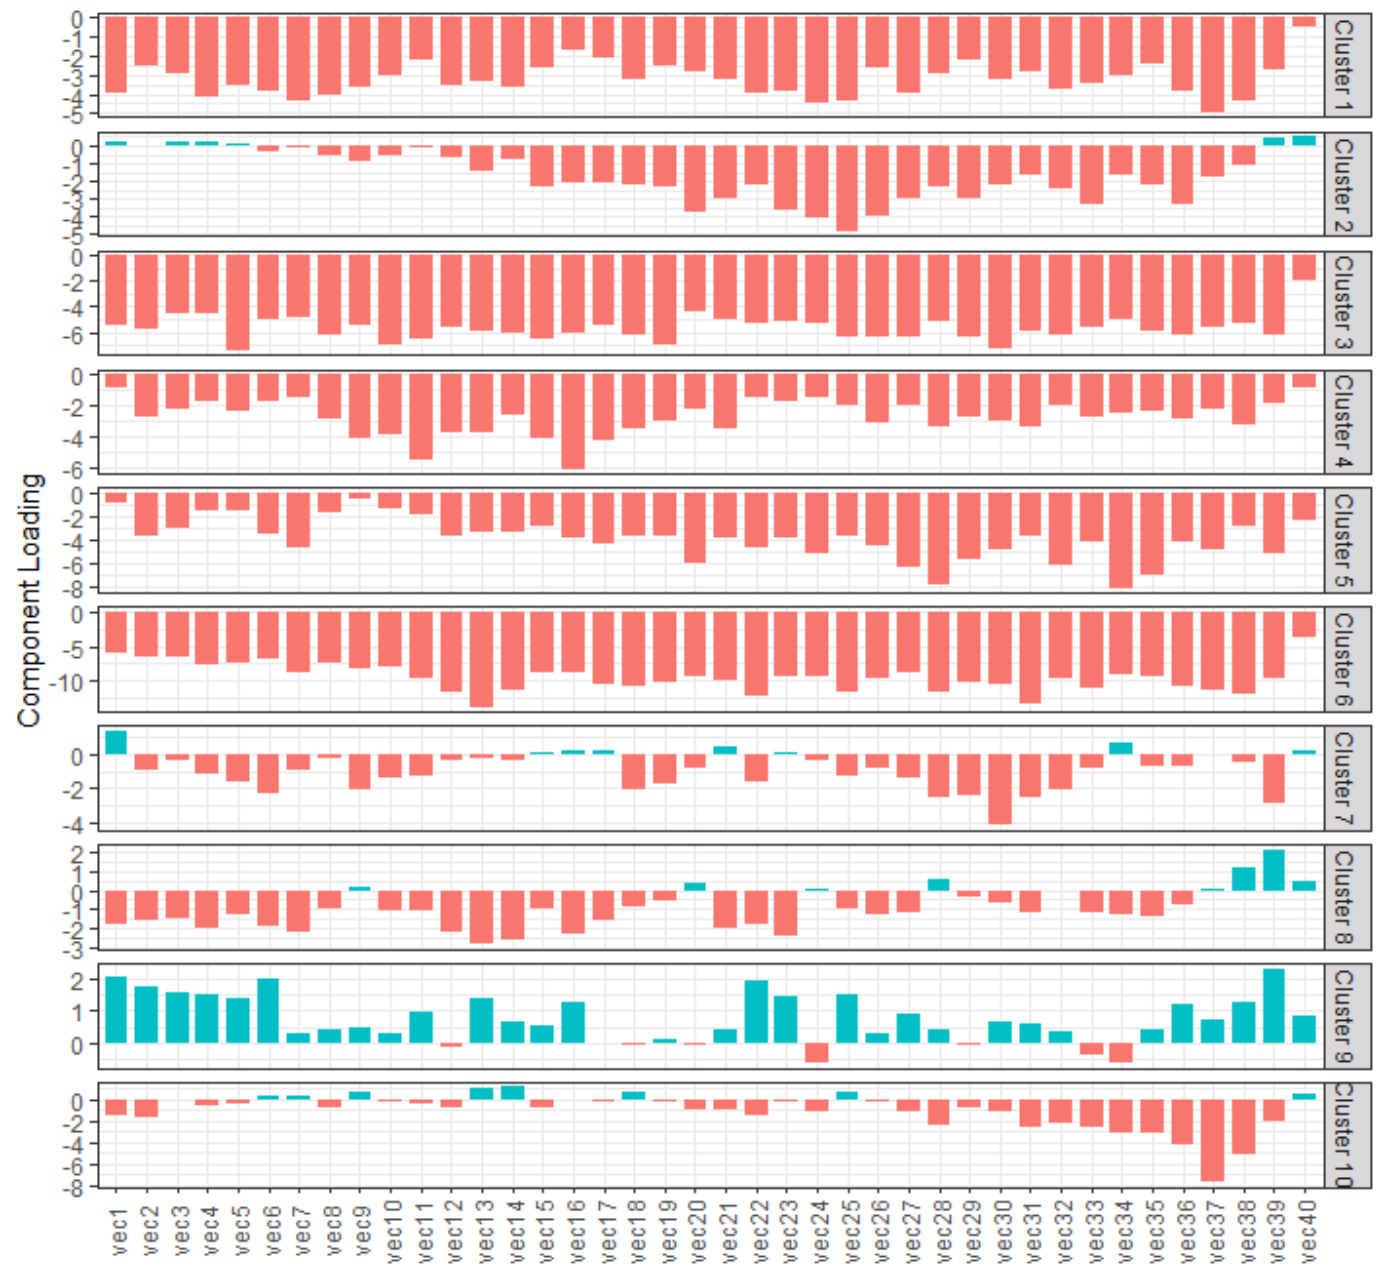 Component Loading
0
-1
-2
-3
-4
-5
Cluster 1
0
-1
-2
-3
-4
-5
Cluster 2
0
-2
-4
-6
Cluster 3
0
-2
-4
-6
Cluster 4
0
-2
-4
-6
-8
Cluster 5
0
-5
-10
Cluster 6
0
-2
-4
Cluster 7
2
1
0
-1
-2
-3
Cluster 8
2
1
0
Cluster 9
0
-2
-4
-6
-8
Cluster 10
vec1
vec2
vec3
vec4
vec5
vec6
vec7
vec8
vec9
vec10
vec11
vec12
vec13
vec14
vec15
vec16
vec17
vec18
vec19
vec20
vec21
vec22
vec23
vec24
vec25
vec26
vec27
vec28
vec29
vec30
vec31
vec32
vec33
vec34
vec35
vec36
vec37
vec38
vec39
vec40